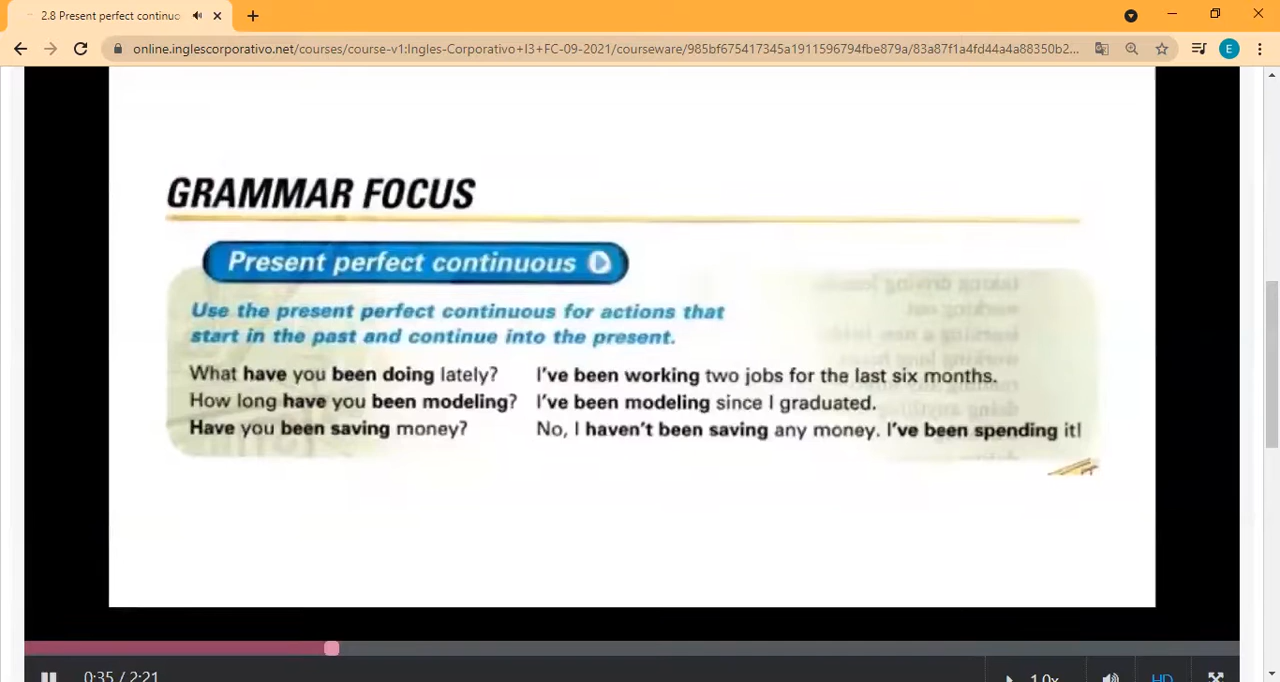 2.8 Present perfect continuo
online.inglescorporativo.net/courses/course-v1:Ingles-Corporativo+I3+FC-09-2021/courseware/985bf675417345a1911596794fbe879a/83a87f1a4fd44a4a88350b2...
E
GRAMMAR FOCUS
Present perfect continuous
Use the present perfect continuous for actions that
start in the past and continue into the present.
What have you been doing lately? I've been working two jobs for the last six months.
How long have you been modeling? I've been modeling since I graduated.
Have you been saving money? No, I haven't been saving any money. I've been spending it!
0:35 / 2:21
1.0x
HD